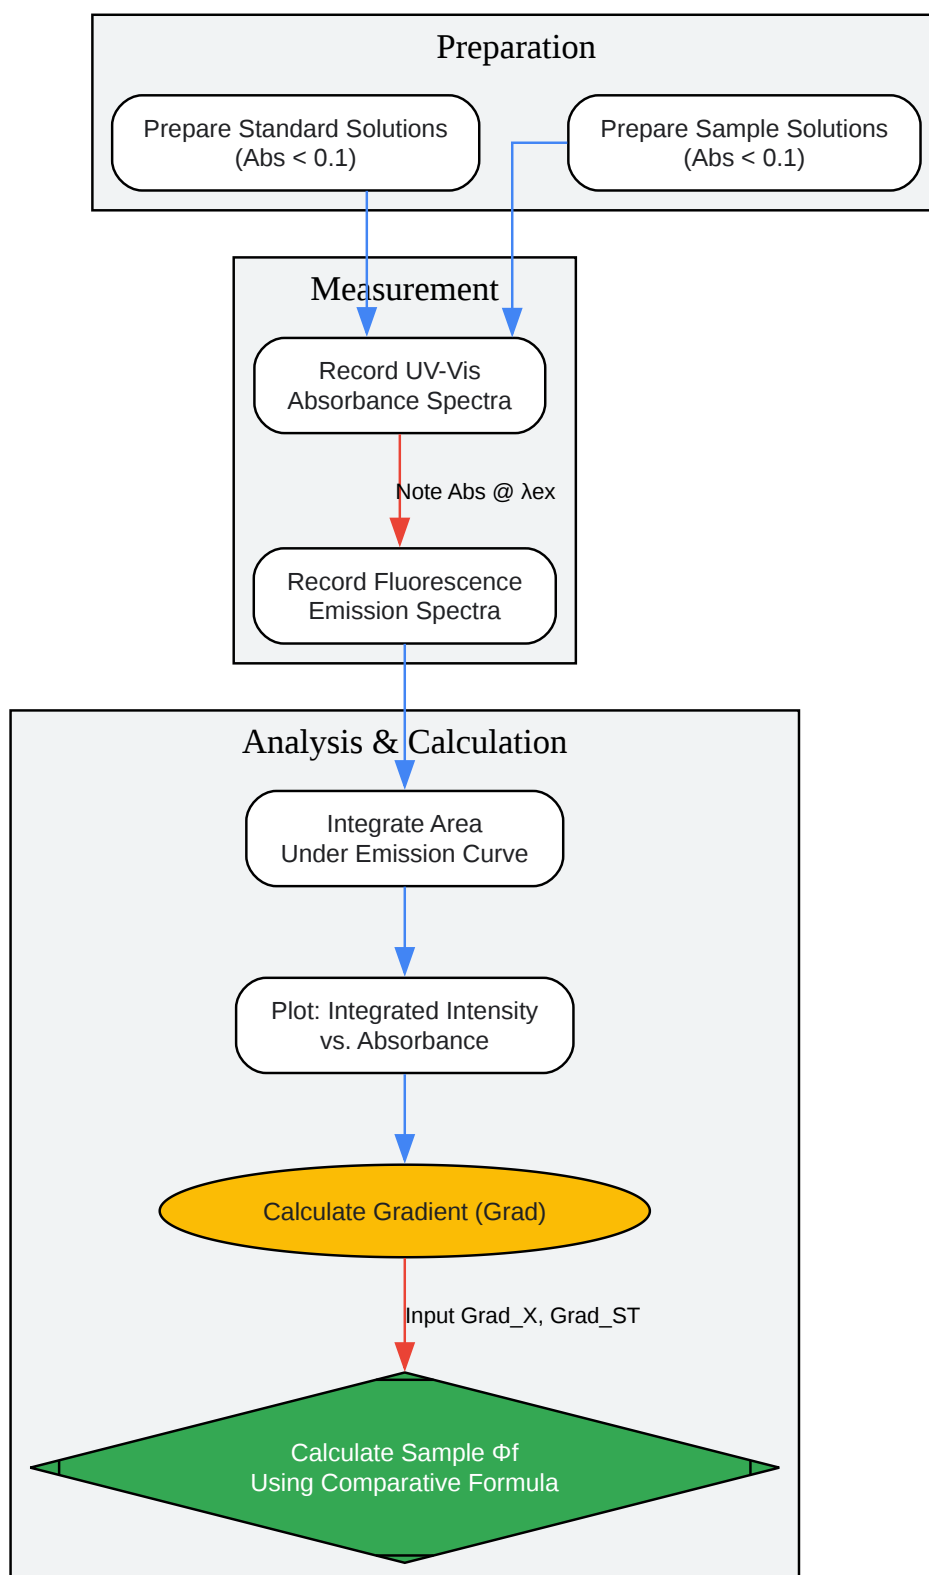 Preparation
Prepare Standard Solutions
(Abs < 0.1)
Prepare Sample Solutions
(Abs < 0.1)
Measurement
Record UV-Vis
Absorbance Spectra
Note Abs @ λex
Record Fluorescence
Emission Spectra
Analysis & Calculation
Integrate Area
Under Emission Curve
Plot: Integrated Intensity
vs. Absorbance
Calculate Gradient (Grad)
Input Grad_X, Grad_ST
Calculate Sample Φf
Using Comparative Formula